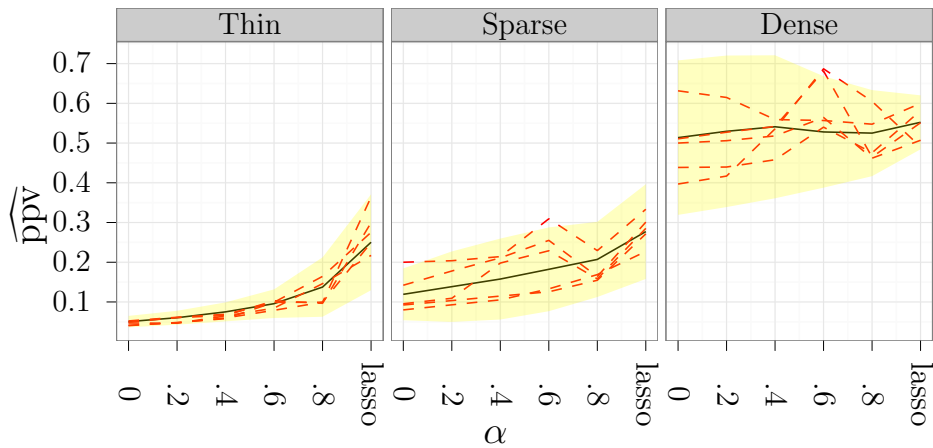 Thin Sparse Dense
0.7
0.6
0.5
0.4
0.3
0.2
0.1
p̂pv
0 .2 .4 .6 .8 lasso 0 .2 .4 .6 .8 lasso 0 .2 .4 .6 .8 lasso
α